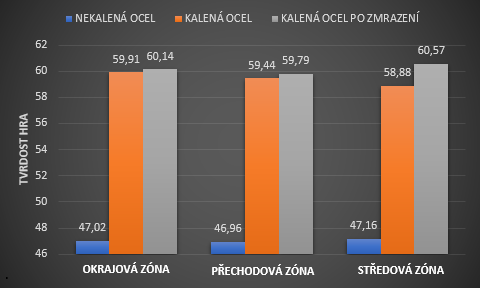 NEKALENÁ OCEL KALENÁ OCEL KALENÁ OCEL PO ZMRAZENÍ
62
60
58
56
54
52
50
48
46
TVRDOST HRA
47,02 59,91 60,14
46,96 59,44 59,79
47,16 58,88 60,57
OKRAJOVÁ ZÓNA PŘECHODOVÁ ZÓNA STŘEDOVÁ ZÓNA